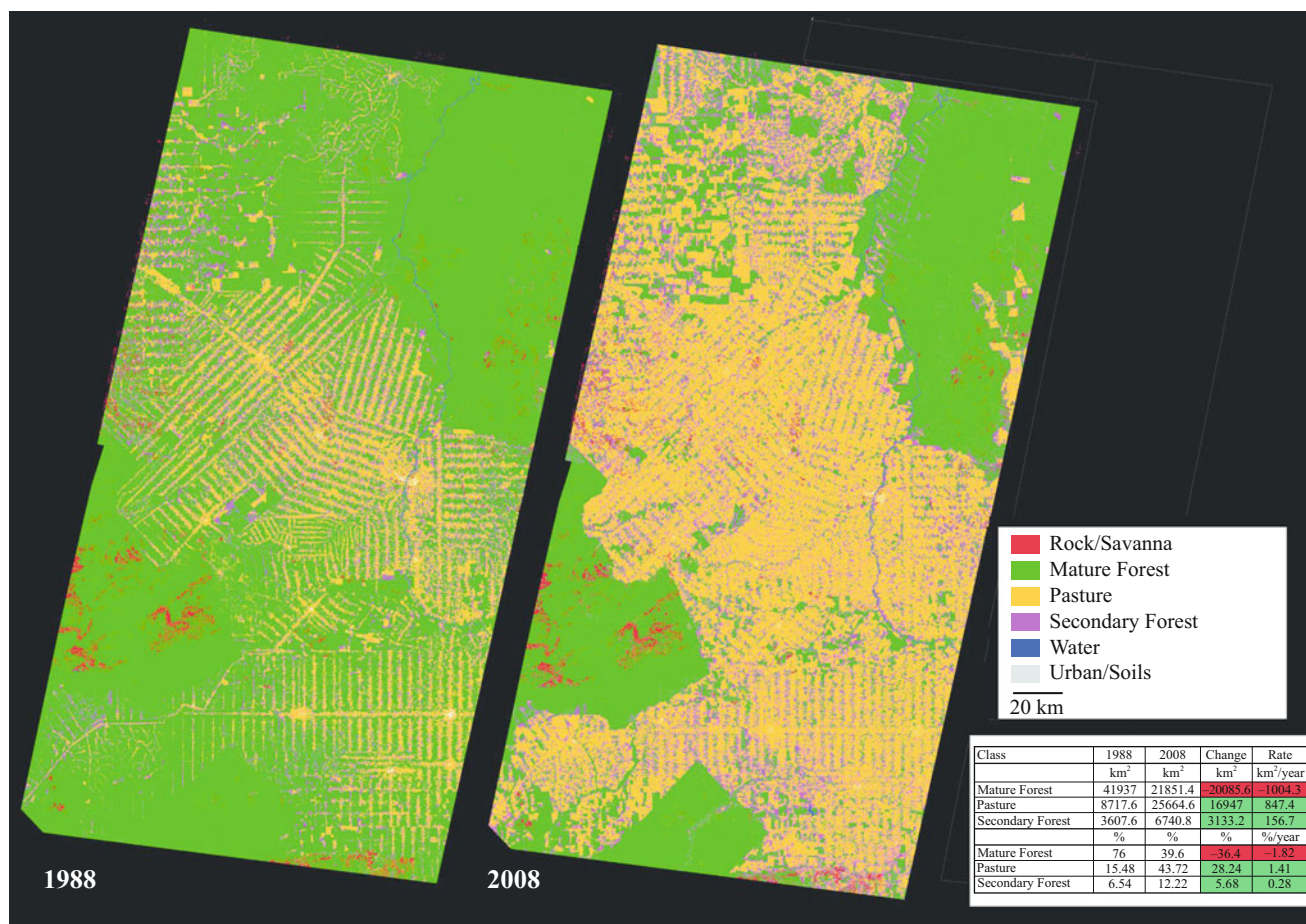 1988
2008
Rock/Savanna
Mature Forest
Pasture
Secondary Forest
Water
Urban/Soils
20 km
Class 1988 2008 Change Rate
km² km² km² km²/year
Mature Forest 41937 21851.4 –20085.6 –1004.3
Pasture 8717.6 25664.6 16947 847.4
Secondary Forest 3607.6 6740.8 3133.2 156.7
% % % %/year
Mature Forest 76 39.6 –36.4 –1.82
Pasture 15.48 43.72 28.24 1.41
Secondary Forest 6.54 12.22 5.68 0.28